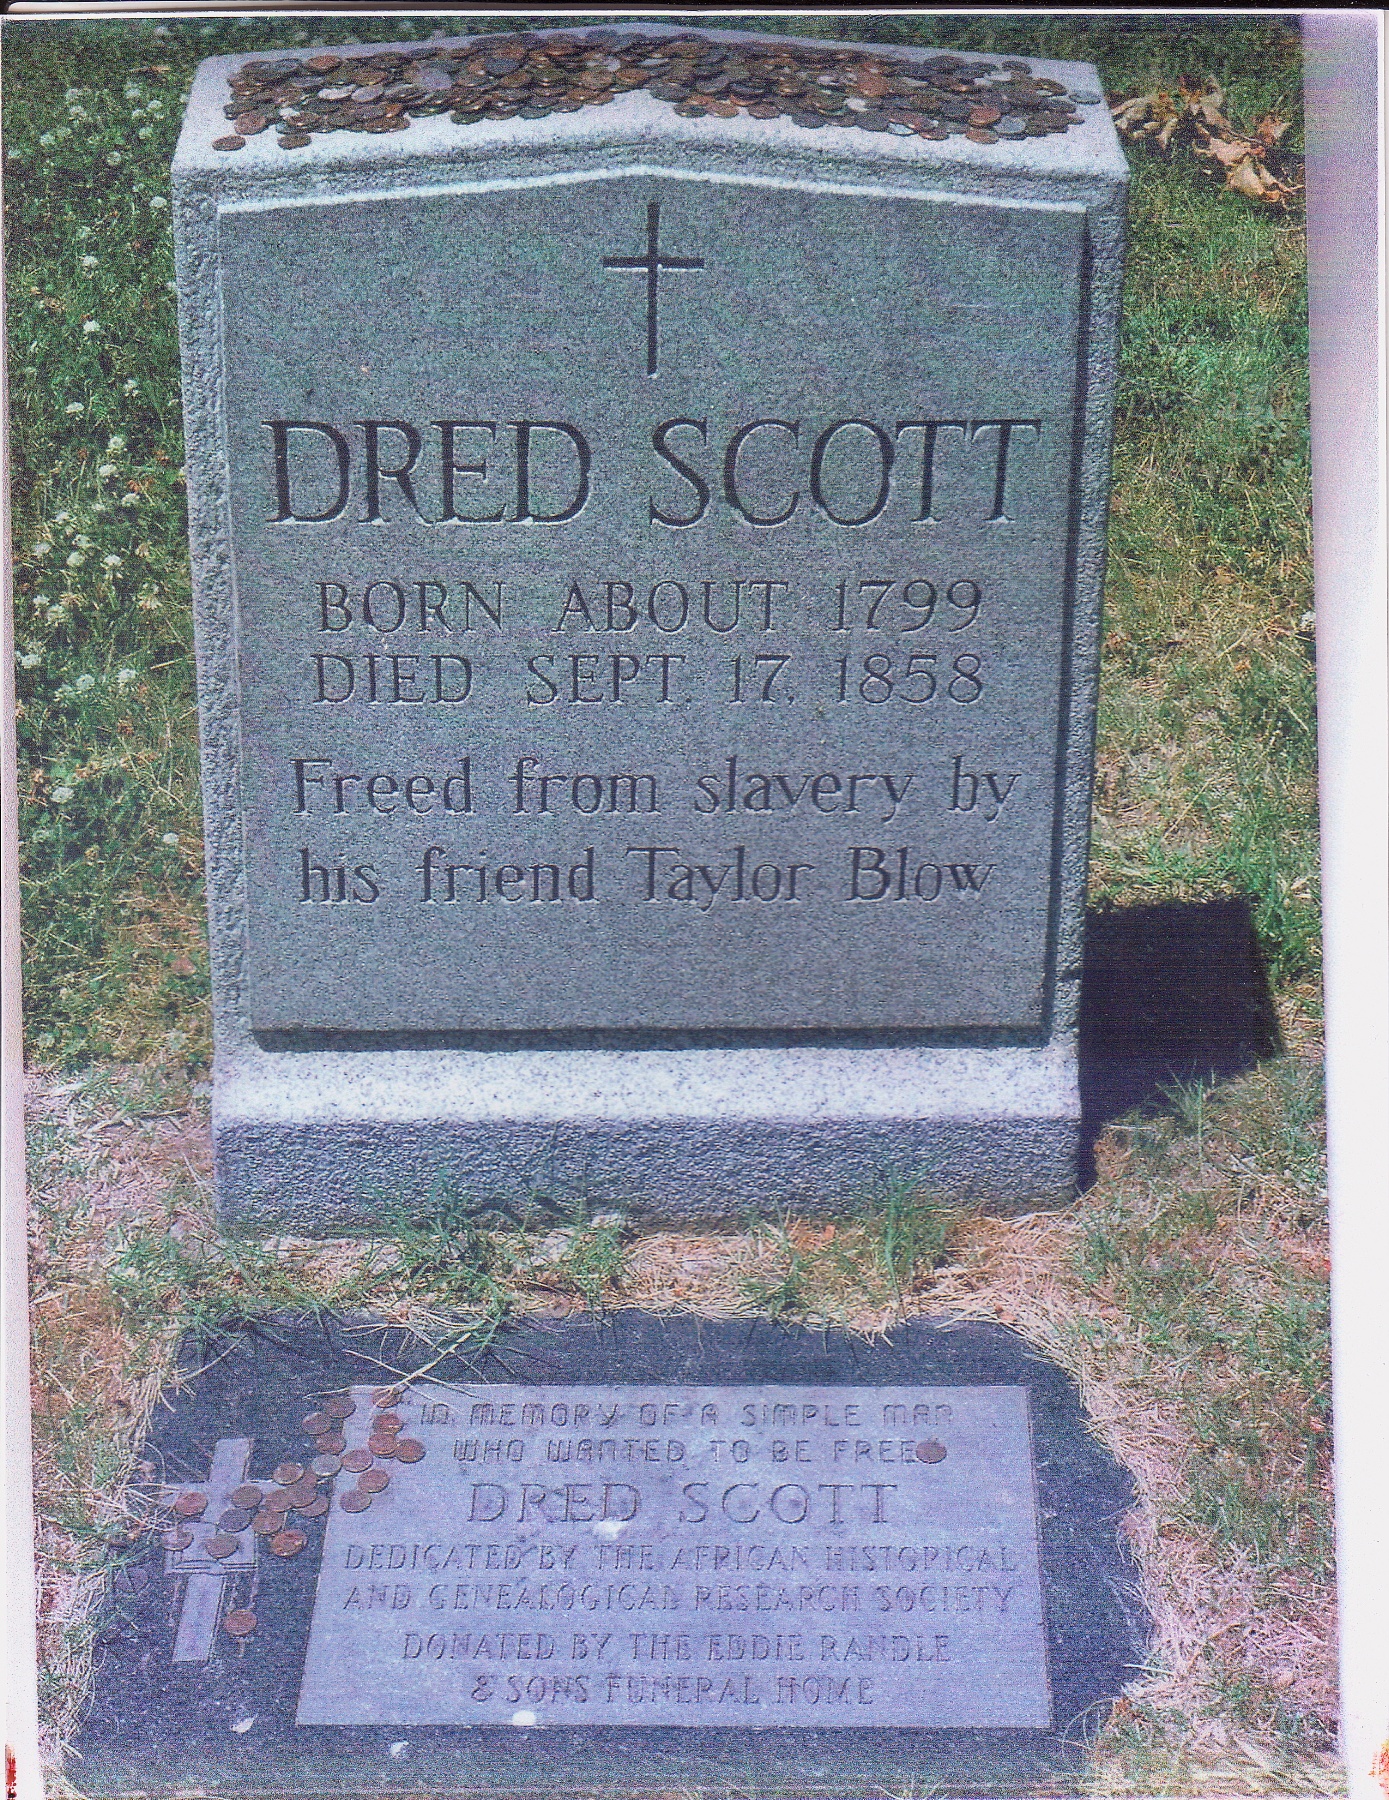 DRED SCOTT
BORN ABOUT 1799
DIED SEPT. 17, 1858
Freed from slavery by
his friend Taylor Blow
IN MEMORY OF A SIMPLE MAN
WHO WANTED TO BE FREE
DRED SCOTT
DEDICATED BY THE AFRICAN HISTORICAL
AND GENEALOGICAL RESEARCH SOCIETY
DONATED BY THE EDDIE RANDLE
& SONS FUNERAL HOME